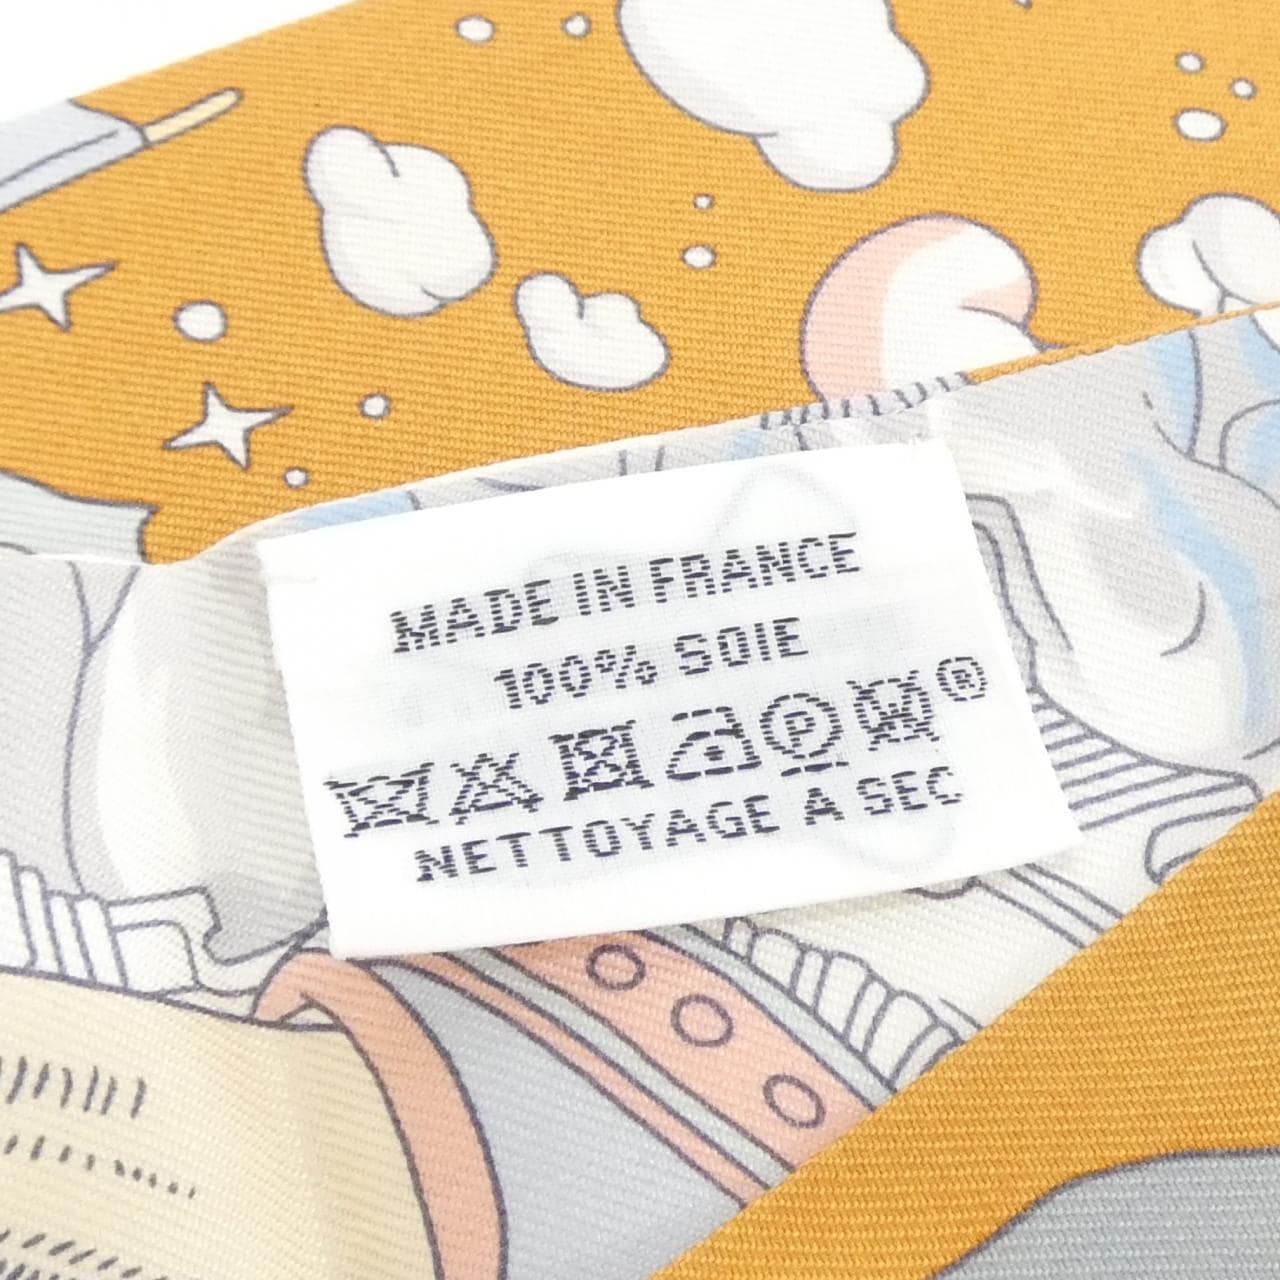 MADE IN FRANCE
100% SOIE
P ®
NETTOYAGE A SEC